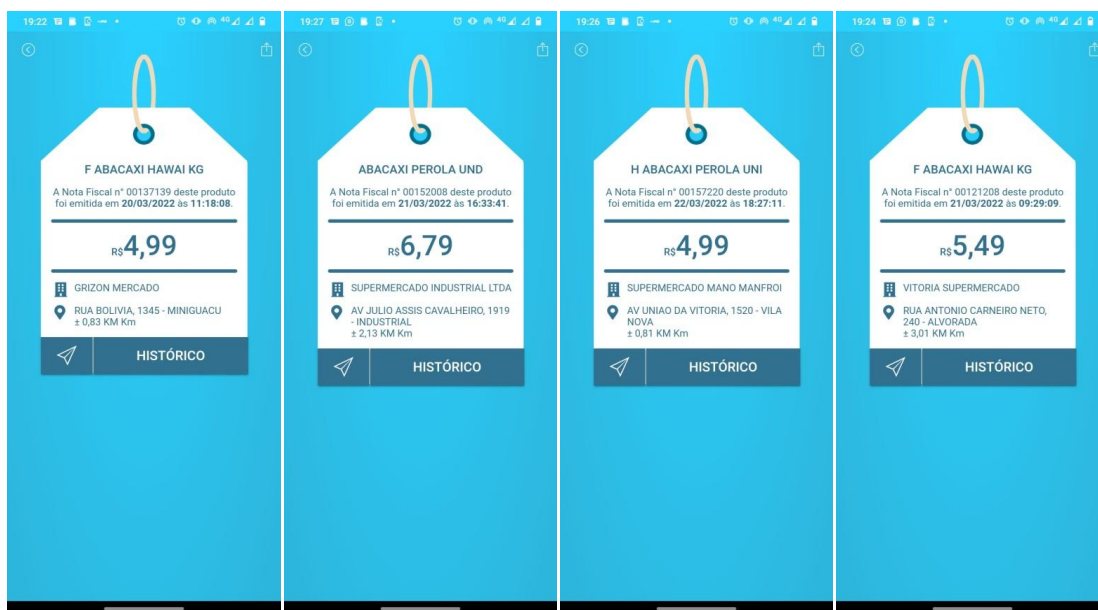 19:22
4G
F ABACAXI HAWAI KG
A Nota Fiscal n° 00137139 deste produto
foi emitida em 20/03/2022 às 11:18:08.
R$4,99
GRIZON MERCADO
RUA BOLIVIA, 1345 - MINIGUACU
± 0,83 KM Km
HISTÓRICO
19:27
4G
ABACAXI PEROLA UND
A Nota Fiscal n° 00152008 deste produto
foi emitida em 21/03/2022 às 16:33:41.
R$6,79
SUPERMERCADO INDUSTRIAL LTDA
AV JULIO ASSIS CAVALHEIRO, 1919
- INDUSTRIAL
± 2,13 KM Km
HISTÓRICO
19:26
4G
H ABACAXI PEROLA UNI
A Nota Fiscal n° 00157220 deste produto
foi emitida em 22/03/2022 às 18:27:11.
R$4,99
SUPERMERCADO MANO MANFROI
AV UNIAO DA VITORIA, 1520 - VILA
NOVA
± 0,81 KM Km
HISTÓRICO
19:24
4G
F ABACAXI HAWAI KG
A Nota Fiscal n° 00121208 deste produto
foi emitida em 21/03/2022 às 09:29:09.
R$5,49
VITORIA SUPERMERCADO
RUA ANTONIO CARNEIRO NETO,
240 - ALVORADA
± 3,01 KM Km
HISTÓRICO